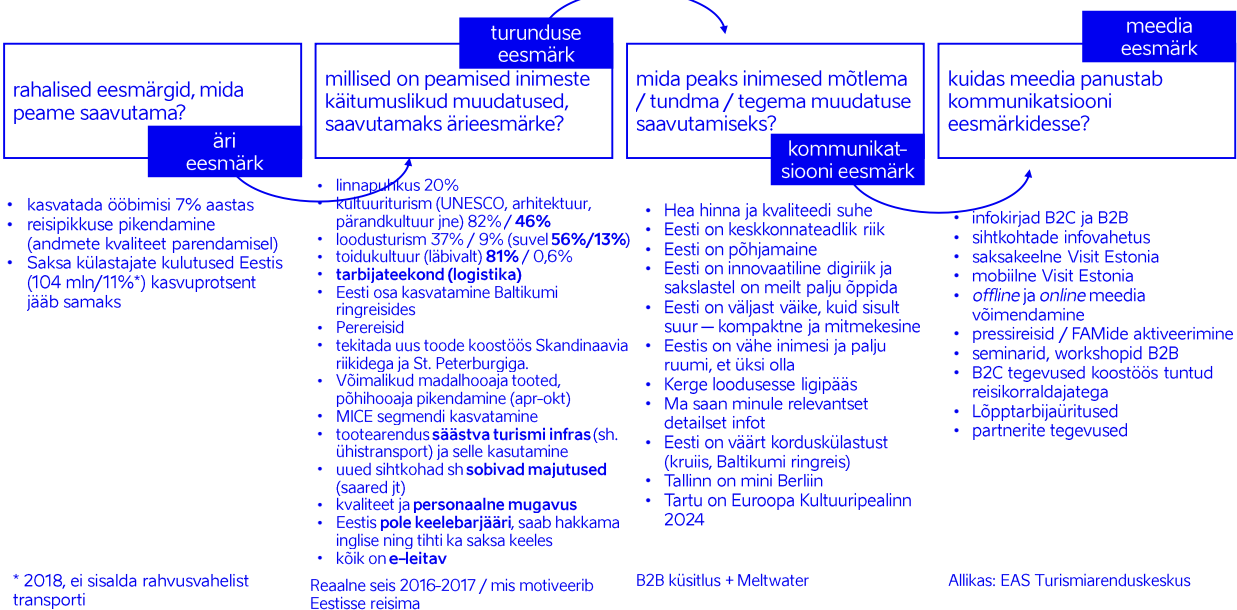 rahalised eesmärgid, mida
peame saavutama?
äri
eesmärk
• kasvatada ööbimisi 7% aastas
• reisipikkuse pikendamine
(andmete kvaliteet parendamisel)
• Saksa külastajate kulutused Eestis
(104 mln/11%*) kasvuprotsent
jääb samaks
* 2018, ei sisalda rahvusvahelist
transporti
turunduse
eesmärk
millised on peamised inimeste
käitumuslikud muudatused,
saavutamaks ärieesmärke?
• linnapuhkus 20%
• kultuuriturism (UNESCO, arhitektuur,
pärandkultuur jne) 82% / 46%
• loodusturism 37% / 9% (suvel 56%/13%)
• toidukultuur (läbivalt) 81% / 0,6%
• tarbijateekond (logistika)
• Eesti osa kasvatamine Baltikumi
ringreisides
• Perereisid
• tekitada uus toode koostöös Skandinaavia
riikidega ja St. Peterburgiga.
• Võimalikud madalhooaja tooted,
põhihooaja pikendamine (apr-okt)
• MICE segmendi kasvatamine
• tootearendus säästva turismi infras (sh.
ühistransport) ja selle kasutamine
• uued sihtkohad sh sobivad majutused
(saared jt)
• kvaliteet ja personaalne mugavus
• Eestis pole keelebarjääri, saab hakkama
inglise ning tihti ka saksa keeles
• kõik on e-leitav
Reaalne seis 2016-2017 / mis motiveerib
Eestisse reisima
mida peaks inimesed mõtlema
/ tundma / tegema muudatuse
saavutamiseks?
kommunikat-
siooni eesmärk
• Hea hinna ja kvaliteedi suhe
• Eesti on keskkonnateadlik riik
• Eesti on põhjamaine
• Eesti on innovaatiline digiriik ja
sakslastel on meilt palju õppida
• Eesti on väljast väike, kuid sisult
suur — kompaktne ja mitmekesine
• Eestis on vähe inimesi ja palju
ruumi, et üksi olla
• Kerge loodusesse ligipääs
• Ma saan minule relevantset
detailset infot
• Eesti on väärt korduskülastust
(kruiis, Baltikumi ringreis)
• Tallinn on mini Berliin
• Tartu on Euroopa Kultuuripealinn
2024
B2B küsitlus + Meltwater
meedia
eesmärk
kuidas meedia panustab
kommunikatsiooni
eesmärkidesse?
• infokirjad B2C ja B2B
• sihtkohtade infovahetus
• saksakeelne Visit Estonia
• mobiilne Visit Estonia
• offline ja online meedia
võimendamine
• pressireisid / FAMide aktiveerimine
• seminarid, workshopid B2B
• B2C tegevused koostöös tuntud
reisikorraldajatega
• Lõpptarbijaüritused
• partnerite tegevused
Allikas: EAS Turismiarenduskeskus